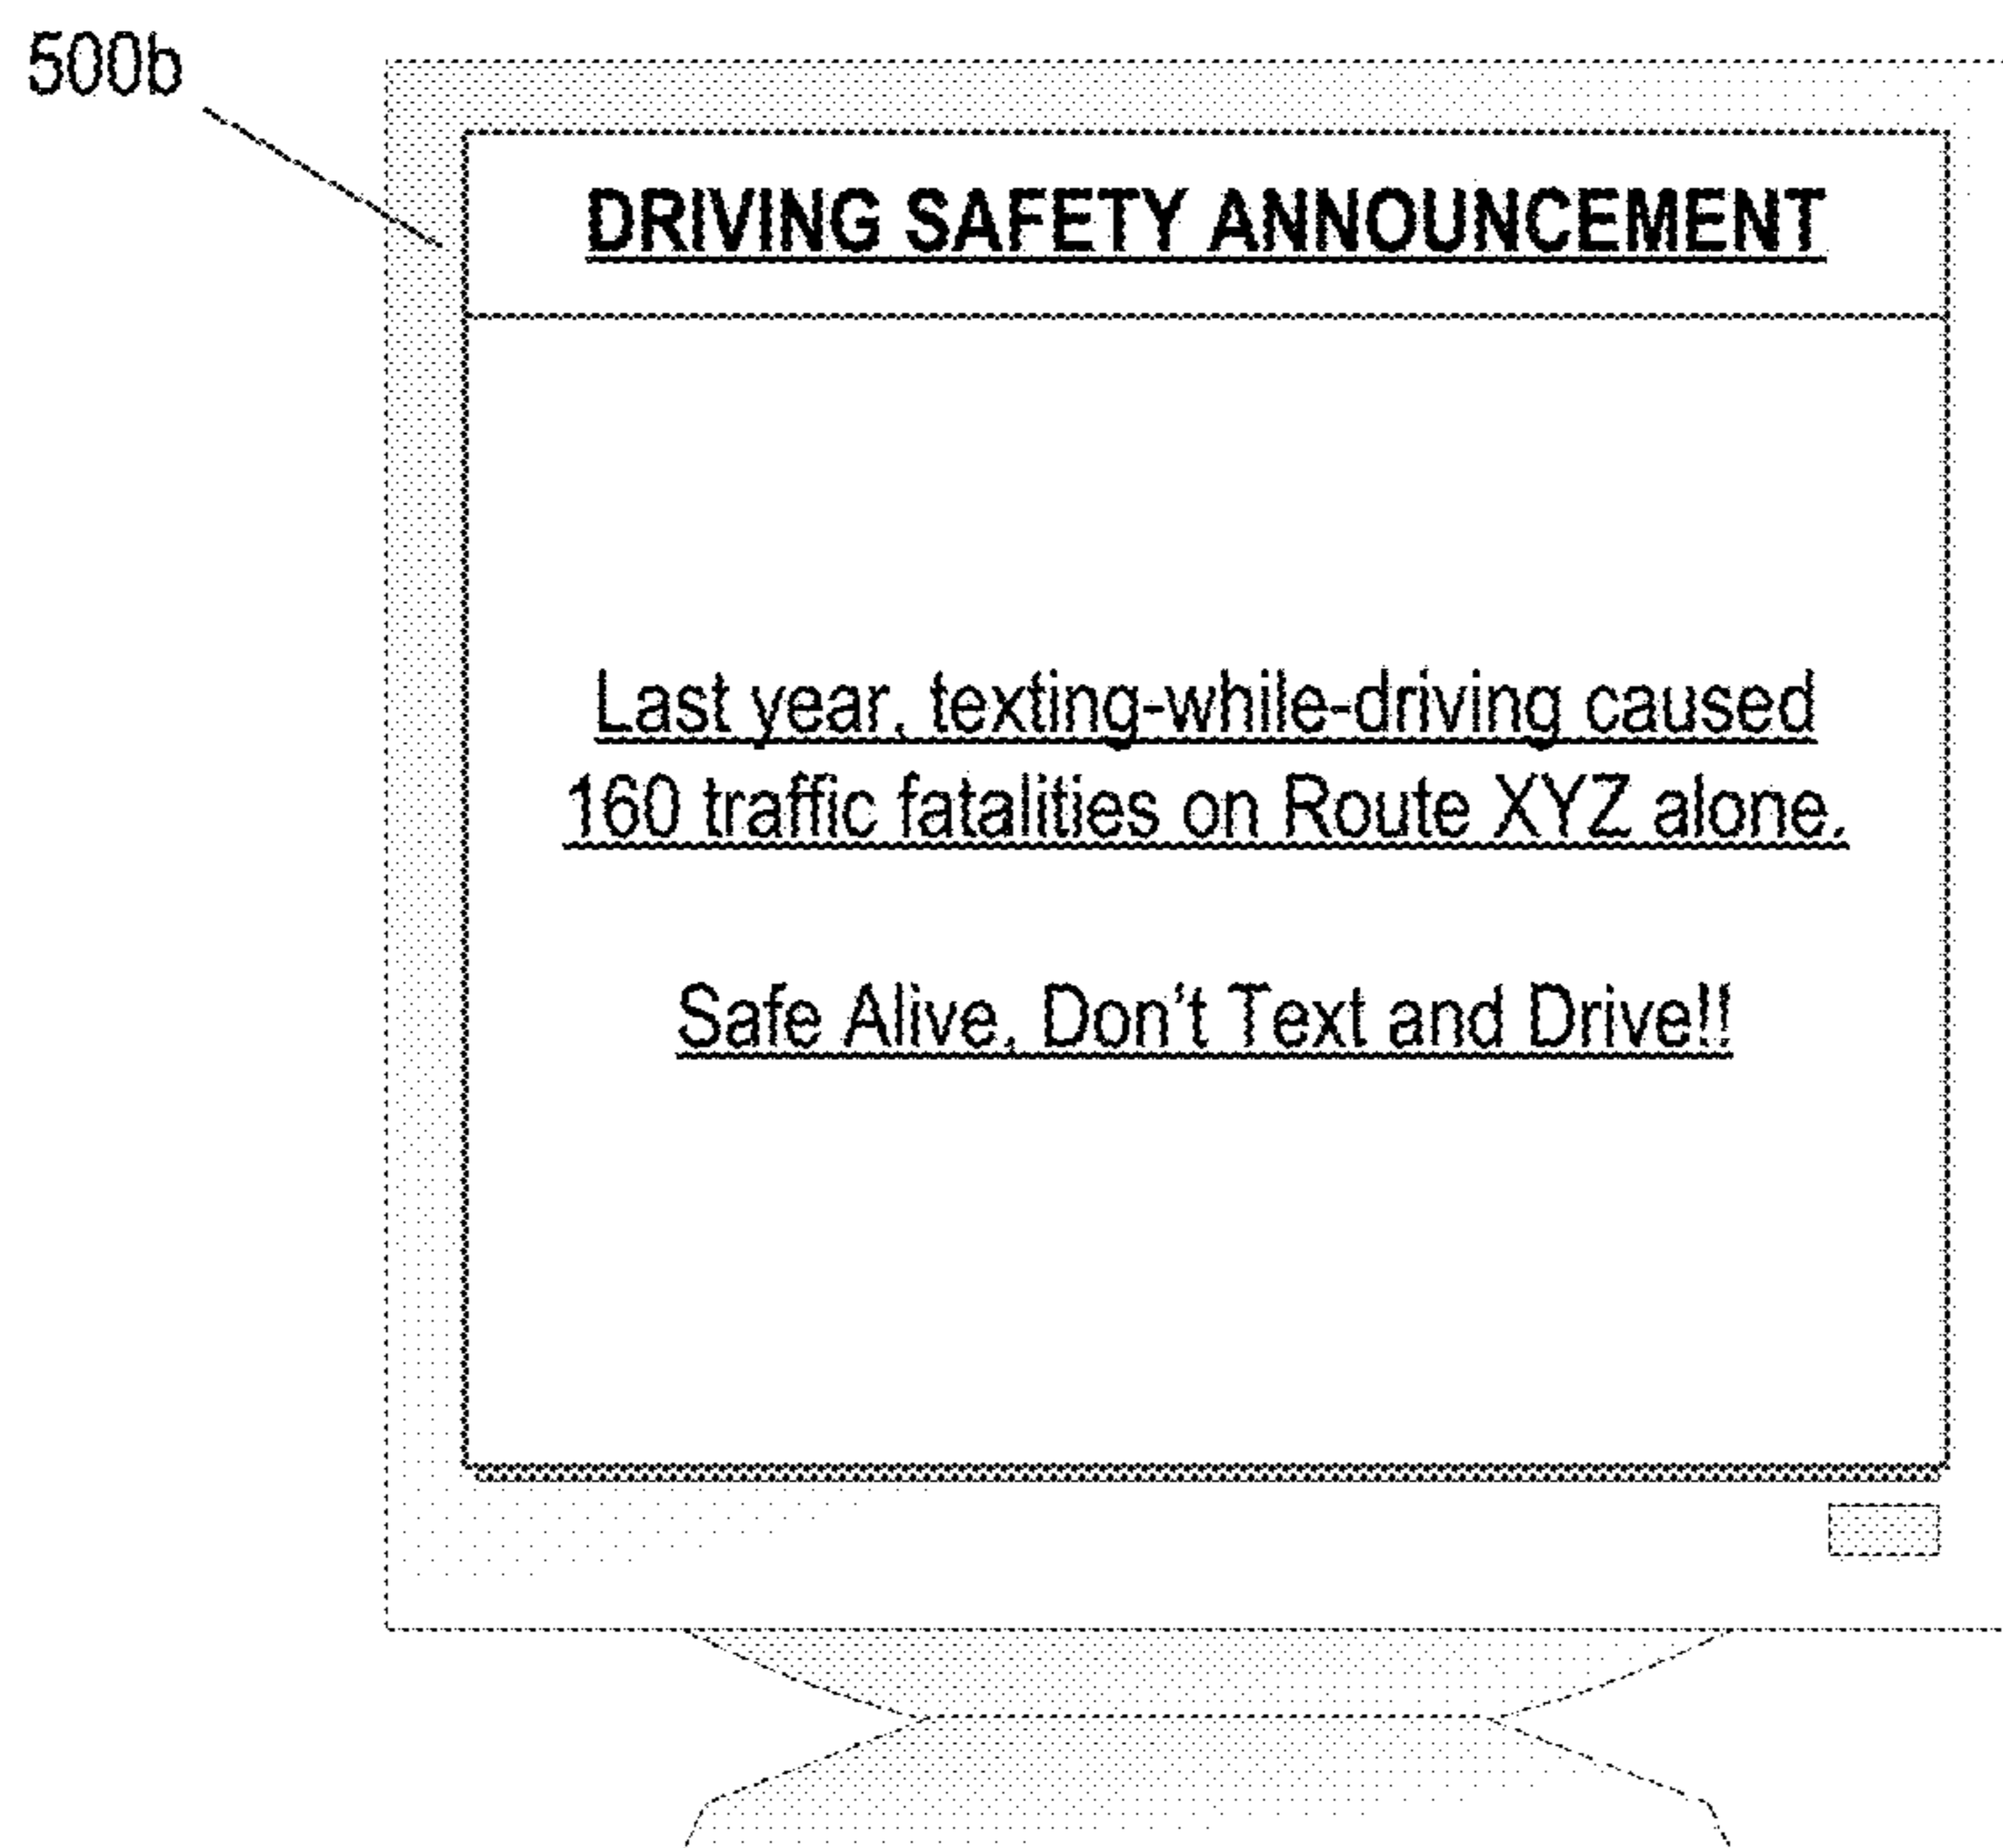 500b
DRIVING SAFETY ANNOUNCEMENT
Last year, texting-while-driving caused
160 traffic fatalities on Route XYZ alone.
Safe Alive, Don't Text and Drive!!